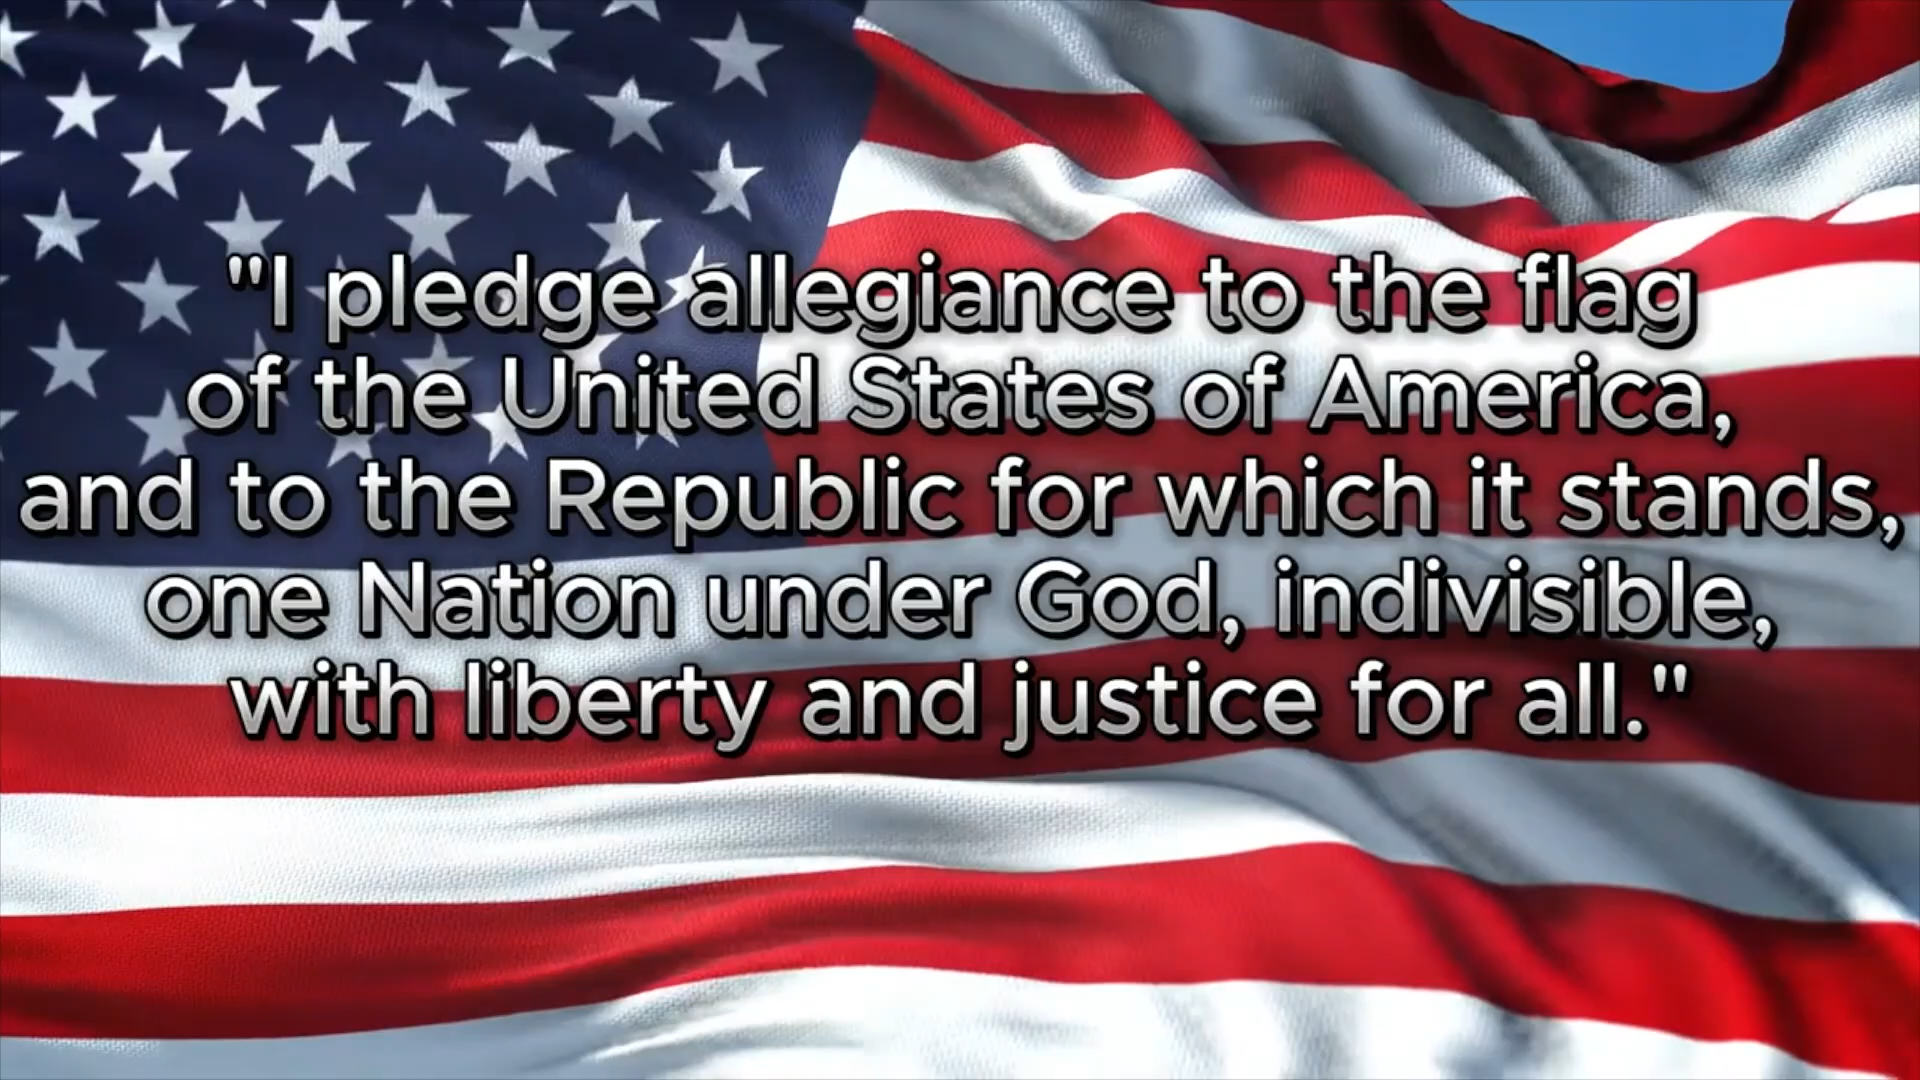 "I pledge allegiance to the flag
of the United States of America,
and to the Republic for which it stands,
one Nation under God, indivisible,
with liberty and justice for all."